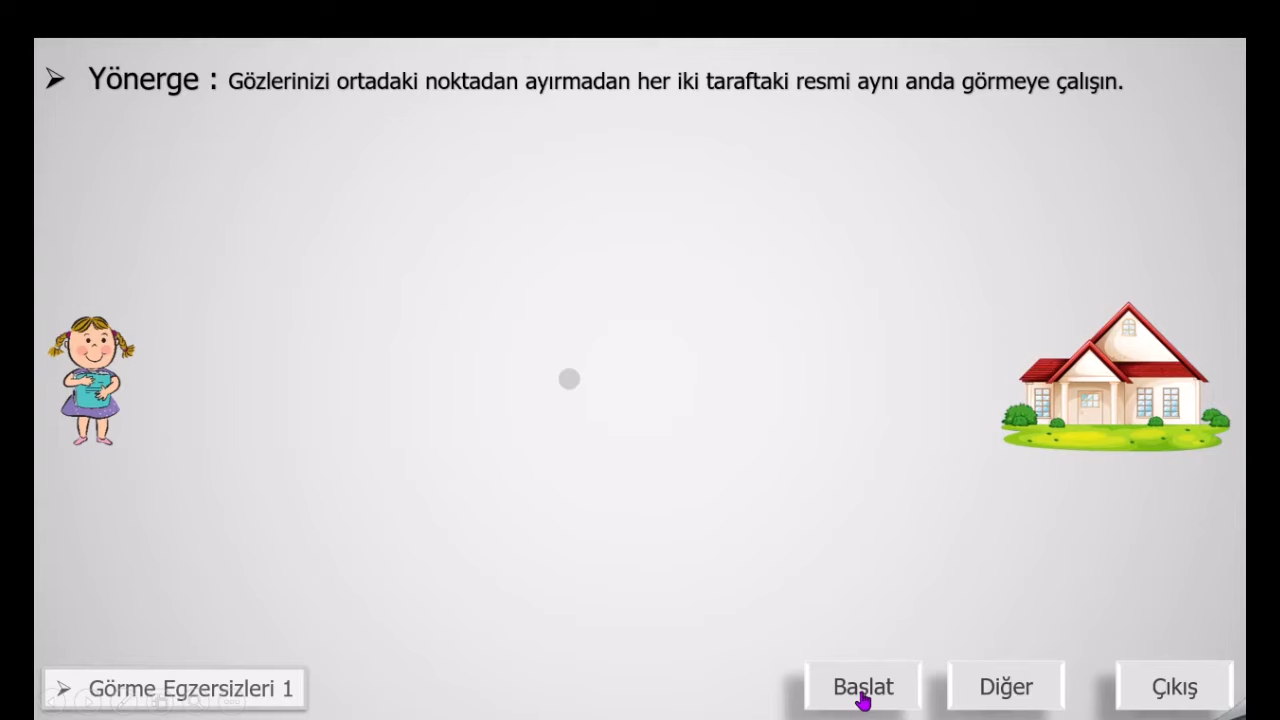 Yönerge : Gözlerinizi ortadaki noktadan ayırmadan her iki taraftaki resmi aynı anda görmeye çalışın.
Görme Egzersizleri 1
Başlat
Diğer
Çıkış